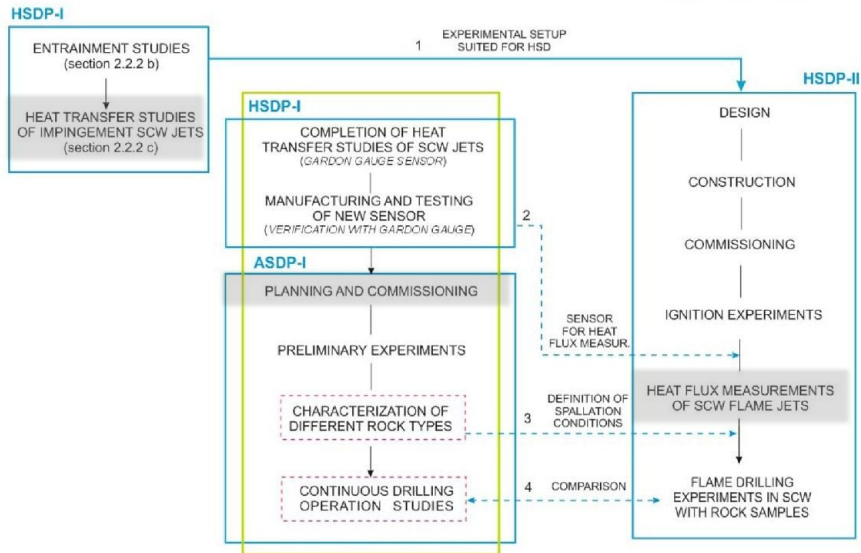 HSDP-I
ENTRAINMENT STUDIES
(section 2.2.2 b)
HEAT TRANSFER STUDIES
OF IMPINGEMENT SCW JETS
(section 2.2.2 c)
1
EXPERIMENTAL SETUP
SUITED FOR HSD
HSDP-I
COMPLETION OF HEAT
TRANSFER STUDIES OF SCW JETS
(GARDON GAUGE SENSOR)
MANUFACTURING AND TESTING
OF NEW SENSOR
(VERIFICATION WITH GARDON GAUGE)
2
ASDP-I
PLANNING AND COMMISSIONING
PRELIMINARY EXPERIMENTS
CHARACTERIZATION OF
DIFFERENT ROCK TYPES
CONTINUOUS DRILLING
OPERATION STUDIES
SENSOR
FOR HEAT
FLUX MEASUR.
3
DEFINITION OF
SPALLATION
CONDITIONS
4
COMPARISON
HSDP-II
DESIGN
CONSTRUCTION
COMMISSIONING
IGNITION EXPERIMENTS
HEAT FLUX MEASUREMENTS
OF SCW FLAME JETS
FLAME DRILLING
EXPERIMENTS IN SCW
WITH ROCK SAMPLES